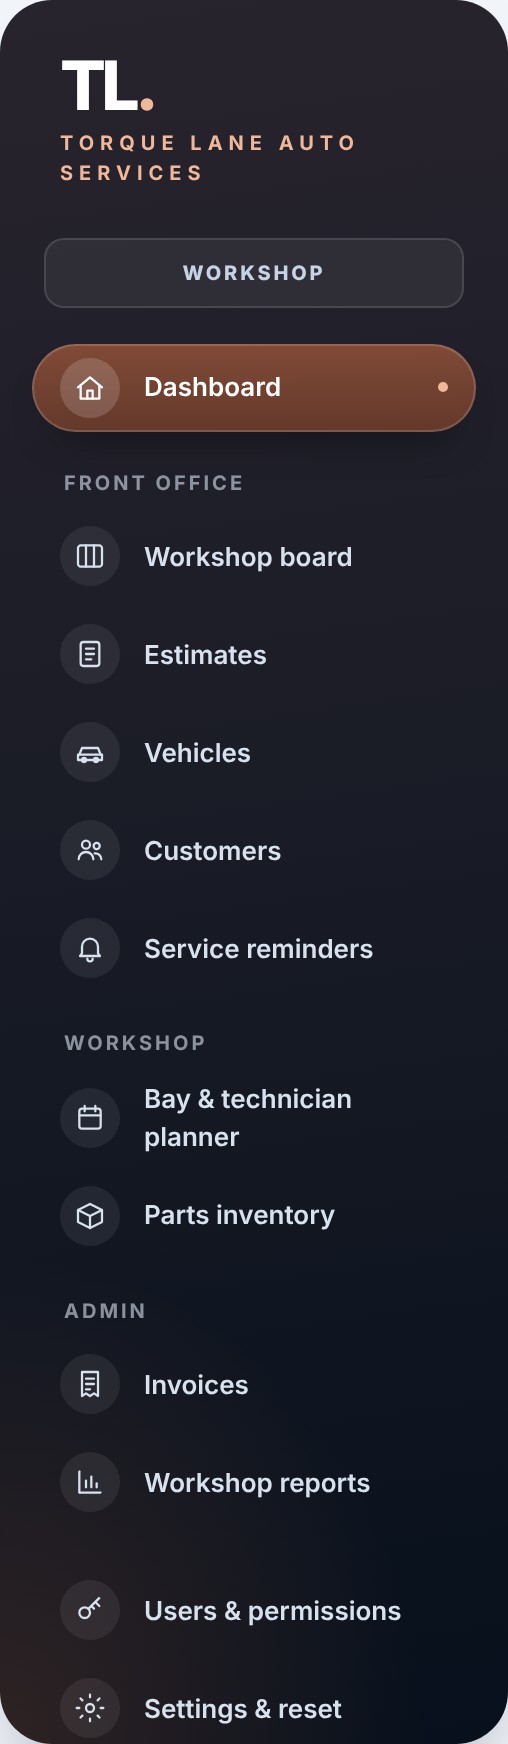 TL.
TORQUE LANE AUTO
SERVICES
WORKSHOP
Dashboard
FRONT OFFICE
Workshop board
Estimates
Vehicles
Customers
Service reminders
WORKSHOP
Bay & technician
planner
Parts inventory
ADMIN
Invoices
Workshop reports
Users & permissions
Settings & reset